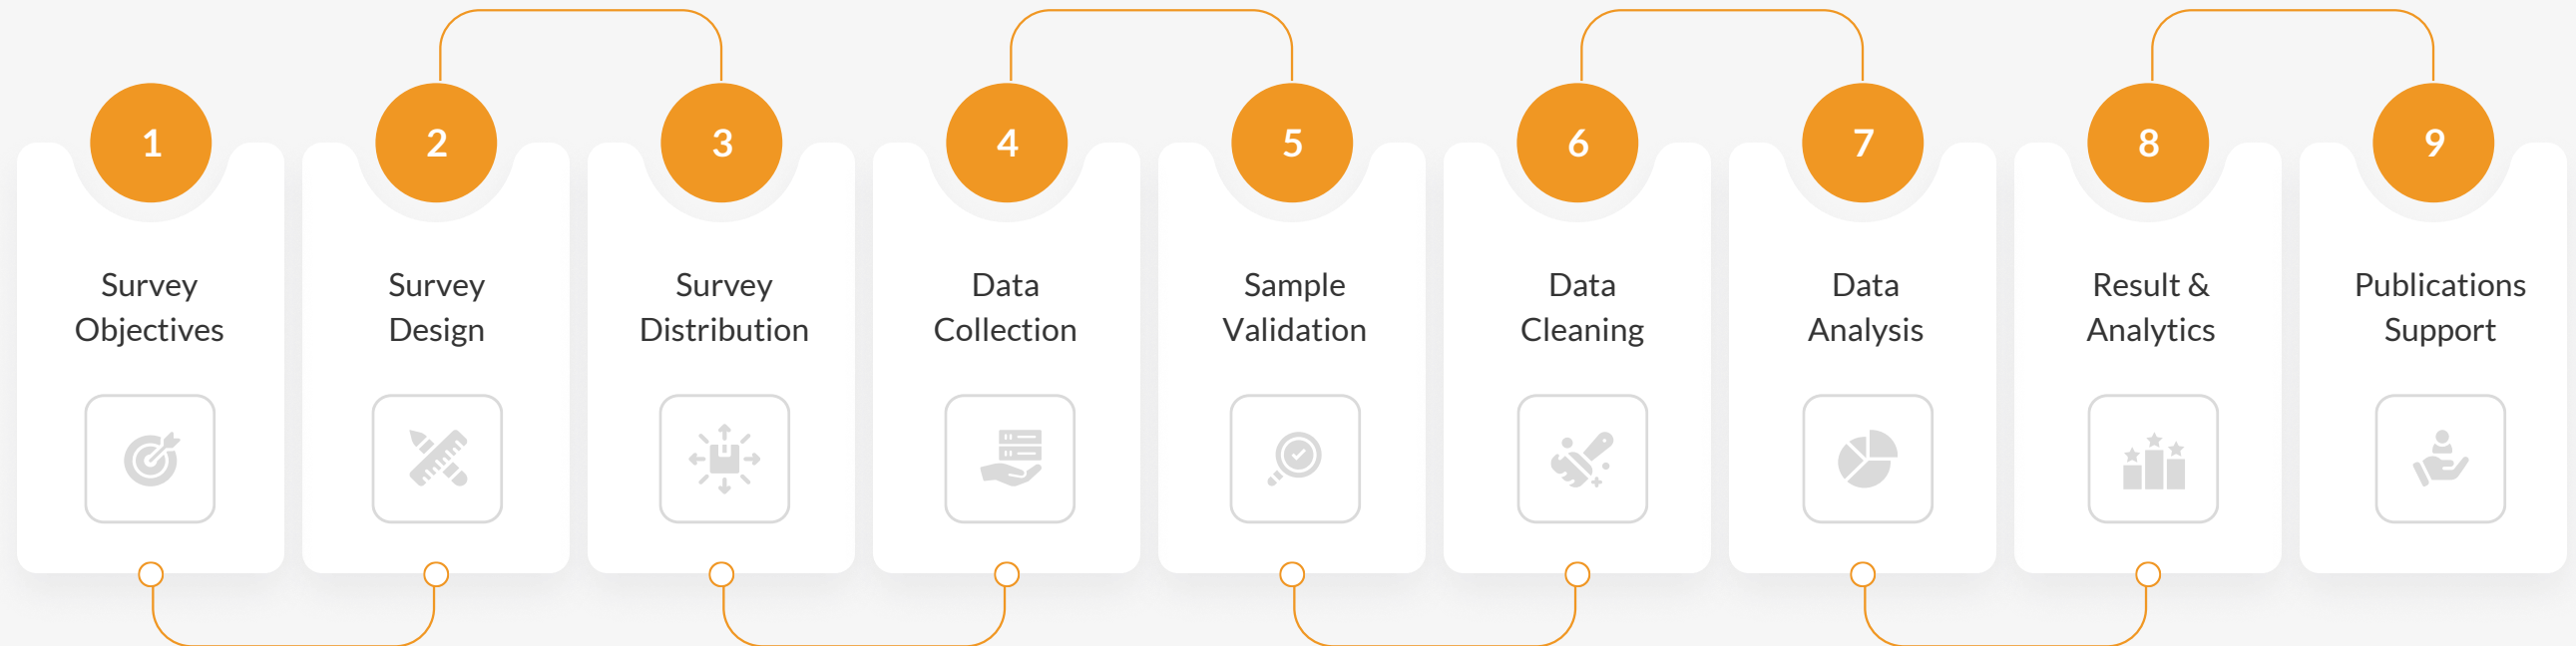 1
Survey
Objectives
2
Survey
Design
3
Survey
Distribution
4
Data
Collection
5
Sample
Validation
6
Data
Cleaning
7
Data
Analysis
8
Result &
Analytics
9
Publications
Support